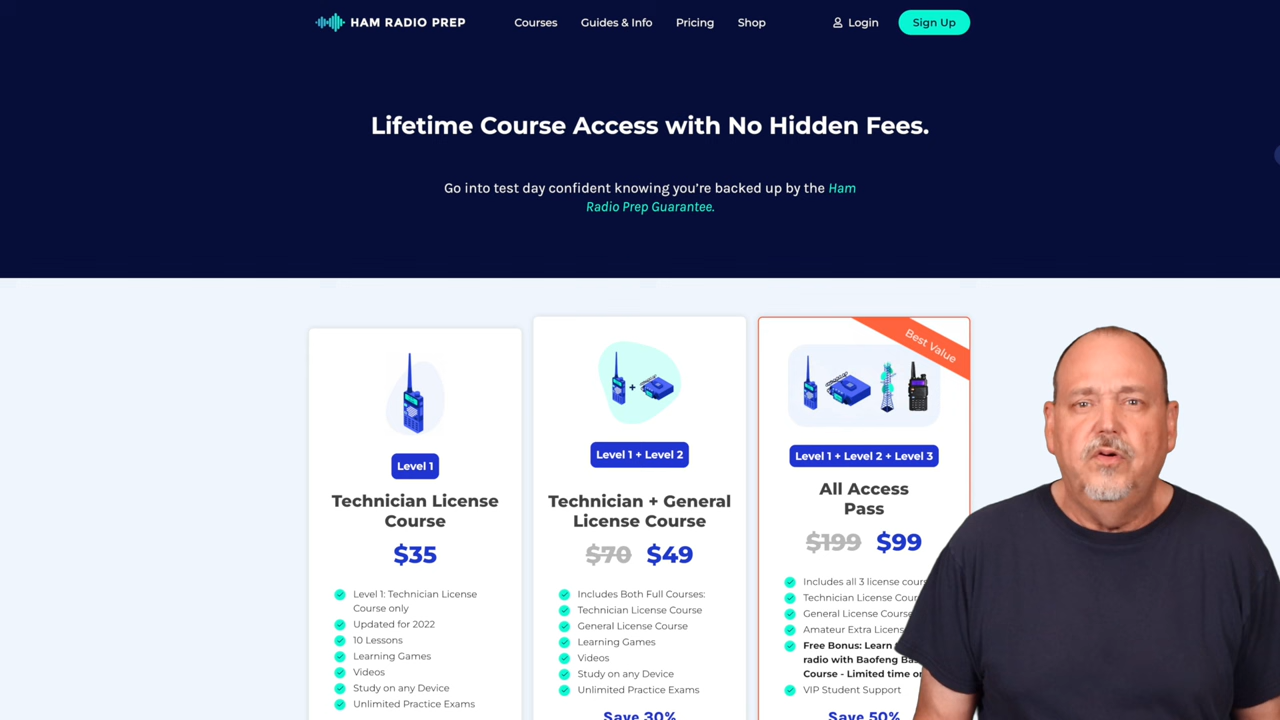 HAM RADIO PREP
Courses
Guides & Info
Pricing
Shop
Login
Sign Up
Lifetime Course Access with No Hidden Fees.
Go into test day confident knowing you're backed up by the Ham
Radio Prep Guarantee.
Level 1
Technician License
Course
$35
Level 1: Technician License
Course only
Updated for 2022
10 Lessons
Learning Games
Videos
Study on any Device
Unlimited Practice Exams
Level 1 + Level 2
Technician + General
License Course
$70 $49
Includes Both Full Courses:
Technician License Course
General License Course
Learning Games
Videos
Study on any Device
Unlimited Practice Exams
Save 30%
Best Value
Level 1 + Level 2 + Level 3
All Access
Pass
$199 $99
Includes all 3 license
Technician License
General License
Amateur Extra
Free Bonus: Learn
radio with Baofeng
Course - Limited time
VIP Student Support
Save 50%